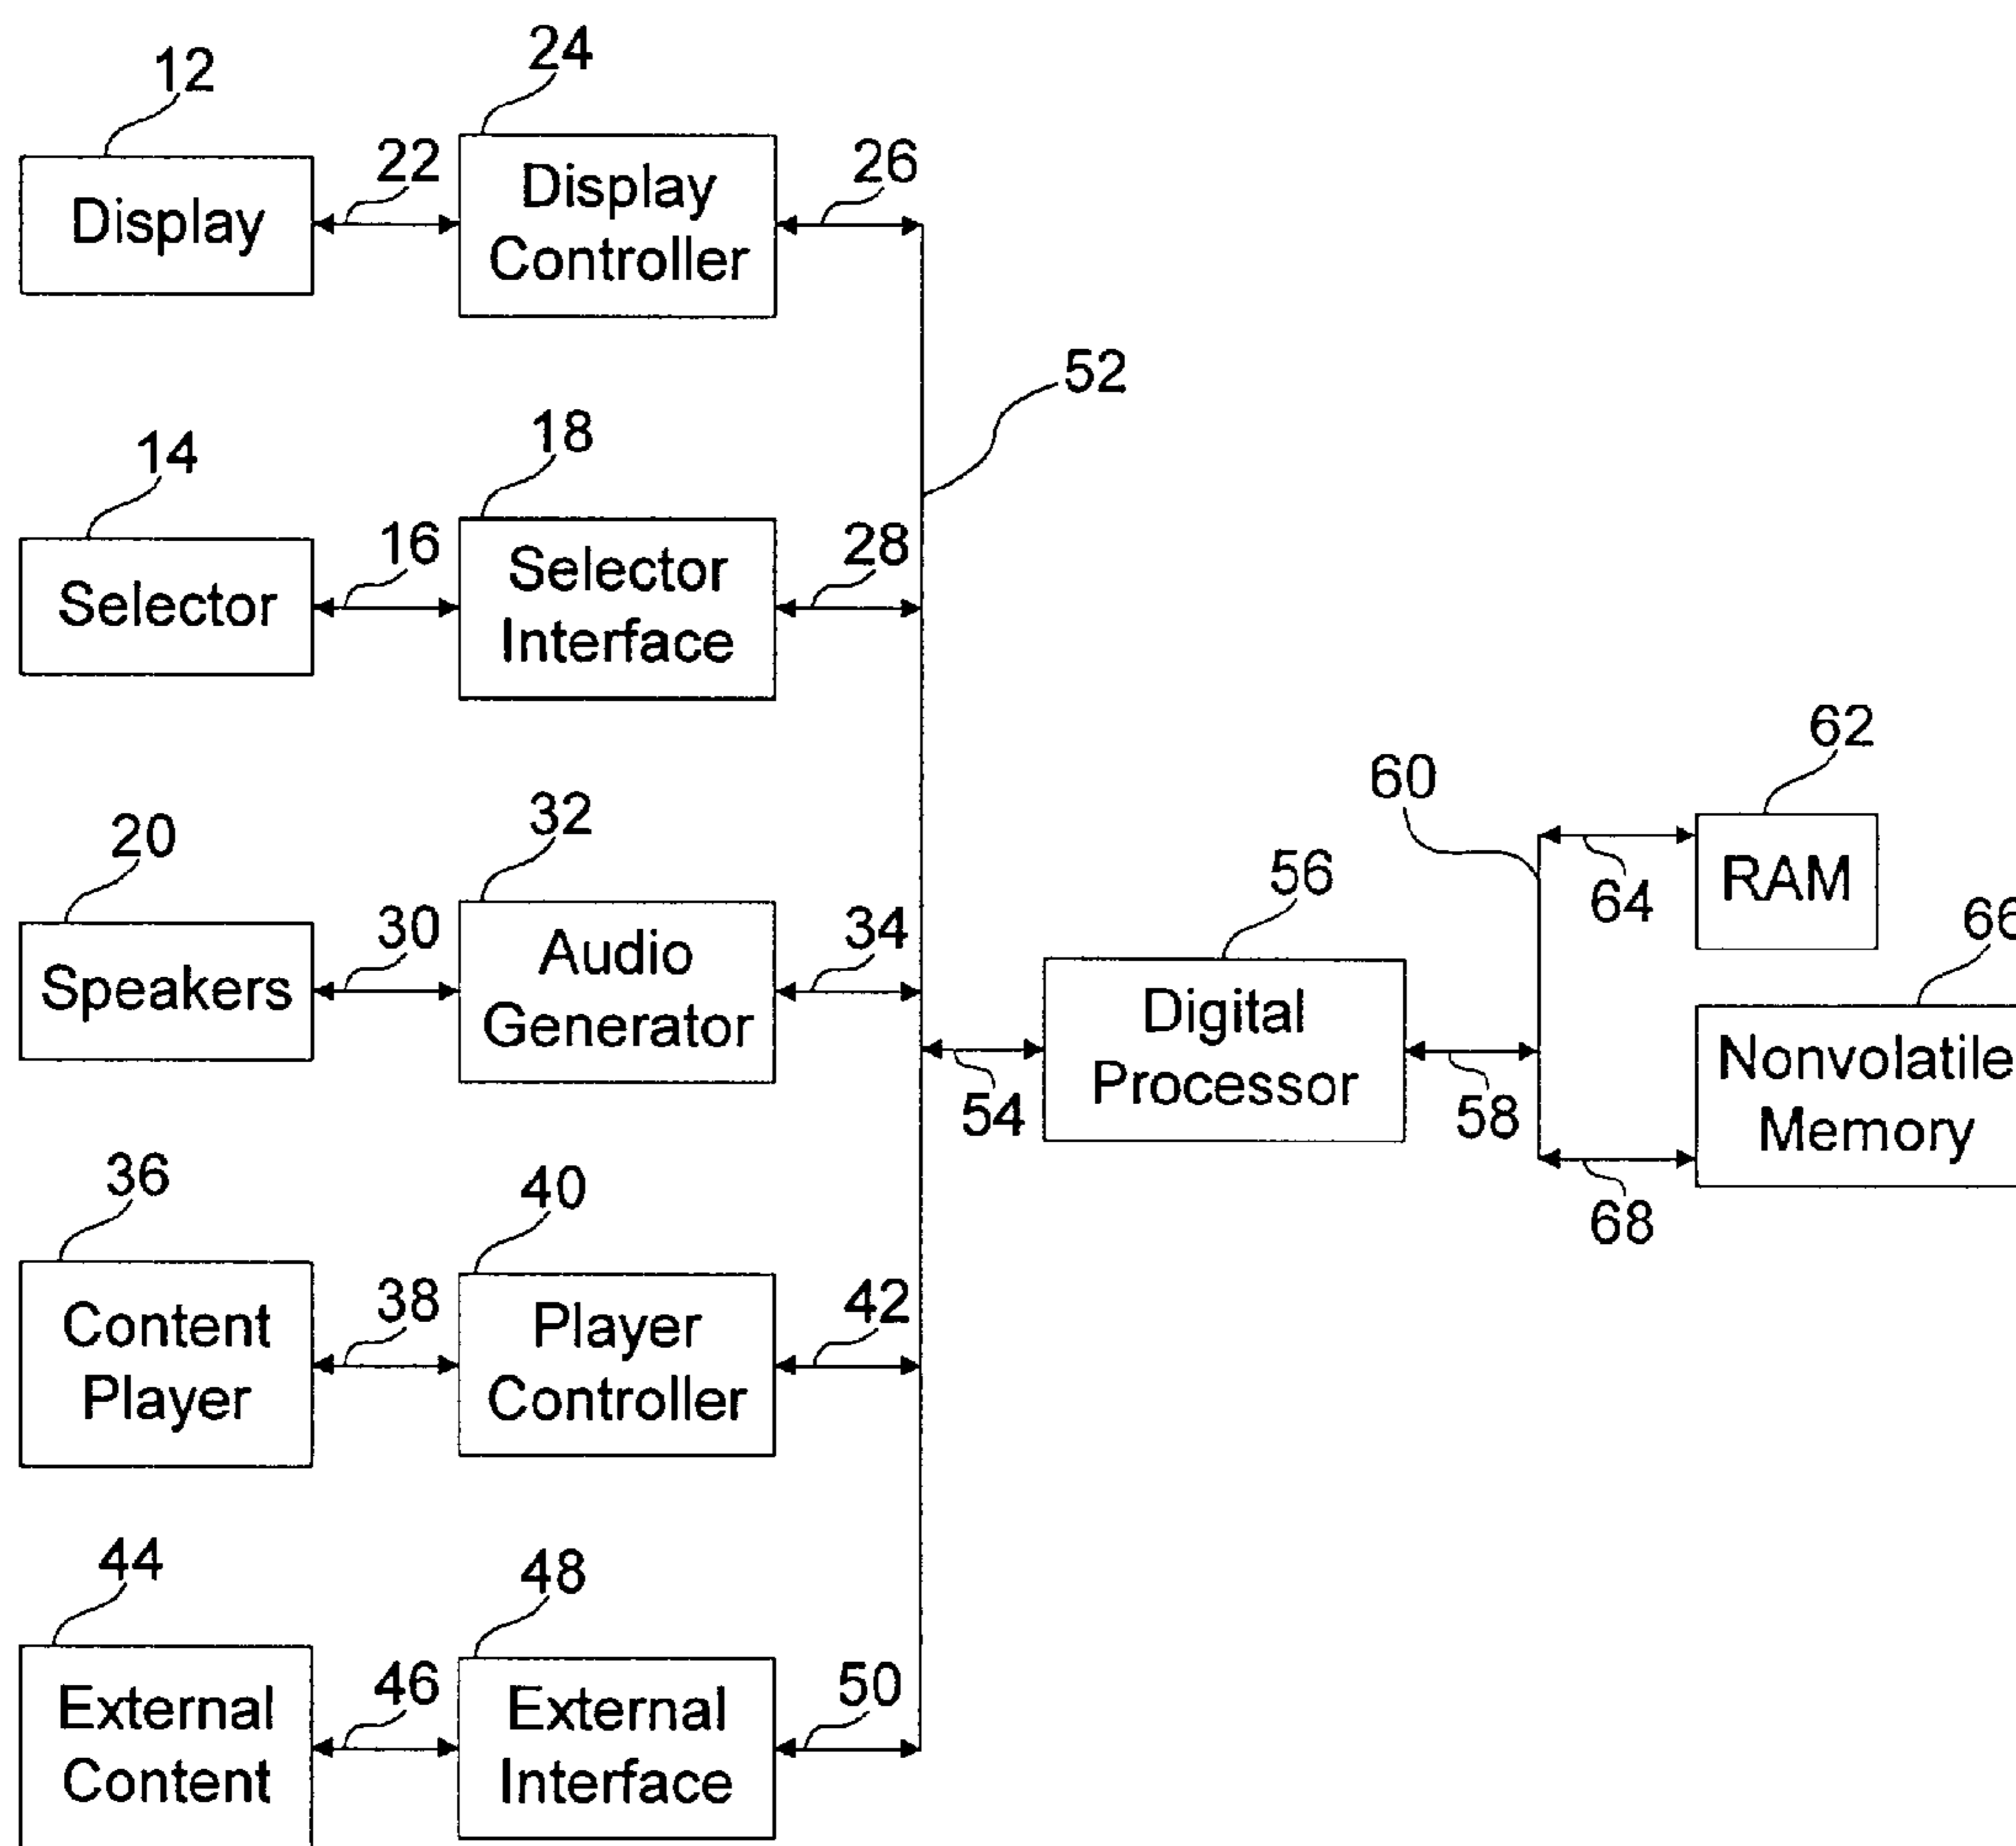 24
12
22
Display
Display
Controller
26
52
18
14
16
Selector
Selector
Interface
28
62
60
32
20
30
Speakers
Audio
Generator
34
56
Digital
Processor
54
58
64
RAM
66
Nonvolatile
Memory
68
36
40
38
Content
Player
Player
Controller
42
44
48
46
External
Content
External
Interface
50